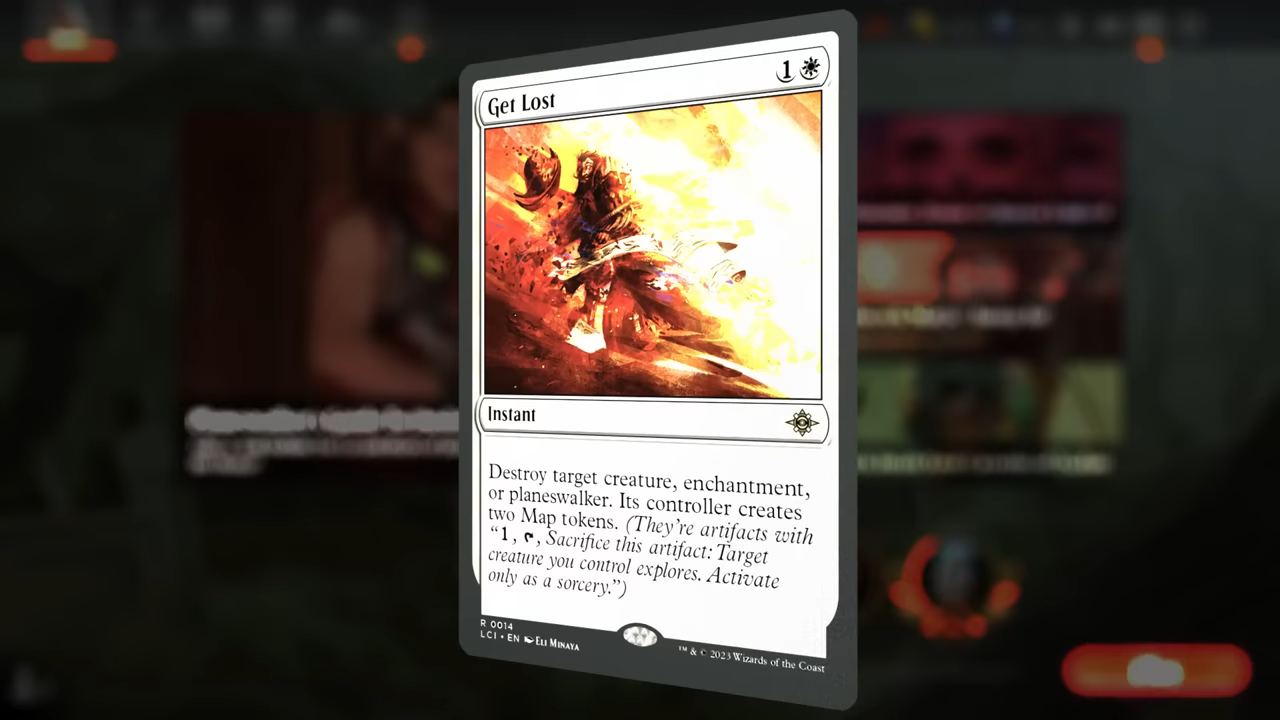 Get Lost 1
Instant
Destroy target creature, enchantment,
or planeswalker. Its controller creates
two Map tokens. (They're artifacts with
"1, , Sacrifice this artifact: Target
creature you control explores. Activate
only as a sorcery.")
R 0014
LCI • EN Eli Minaya
™ & © 2023 Wizards of the Coast